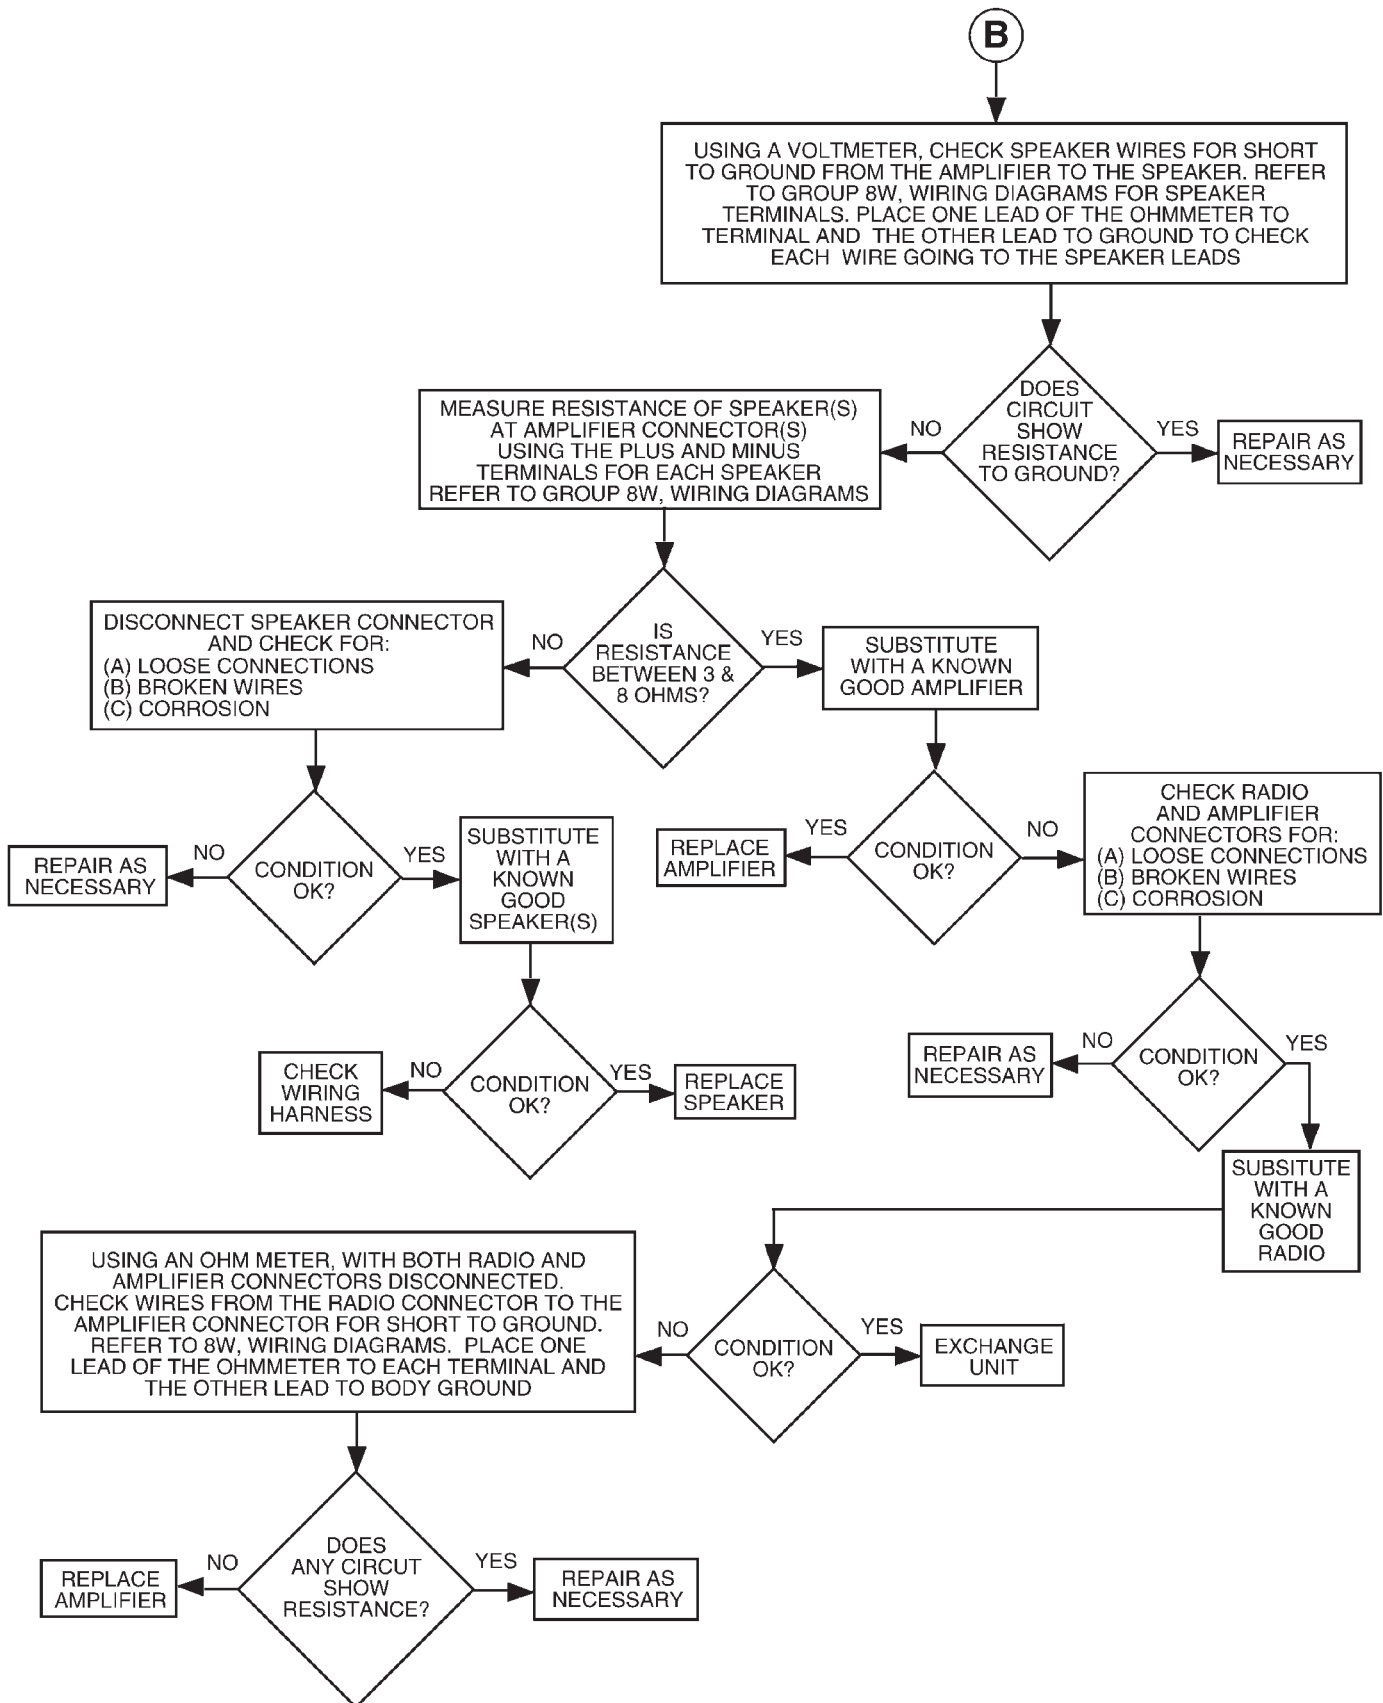 B
USING A VOLTMETER, CHECK SPEAKER WIRES FOR SHORT
TO GROUND FROM THE AMPLIFIER TO THE SPEAKER. REFER
TO GROUP 8W, WIRING DIAGRAMS FOR SPEAKER
TERMINALS. PLACE ONE LEAD OF THE OHMMETER TO
TERMINAL AND THE OTHER LEAD TO GROUND TO CHECK
EACH WIRE GOING TO THE SPEAKER LEADS
DOES
CIRCUIT
SHOW
RESISTANCE
TO GROUND?
NO
YES
REPAIR AS
NECESSARY
MEASURE RESISTANCE OF SPEAKER(S)
AT AMPLIFIER CONNECTOR(S)
USING THE PLUS AND MINUS
TERMINALS FOR EACH SPEAKER
REFER TO GROUP 8W, WIRING DIAGRAMS
IS
RESISTANCE
BETWEEN 3 &
8 OHMS?
NO
YES
DISCONNECT SPEAKER CONNECTOR
AND CHECK FOR:
(A) LOOSE CONNECTIONS
(B) BROKEN WIRES
(C) CORROSION
SUBSTITUTE
WITH A KNOWN
GOOD AMPLIFIER
CONDITION
OK?
NO
YES
REPAIR AS
NECESSARY
SUBSTITUTE
WITH A
KNOWN
GOOD
SPEAKER(S)
CONDITION
OK?
YES
NO
REPLACE
AMPLIFIER
CHECK RADIO
AND AMPLIFIER
CONNECTORS FOR:
(A) LOOSE CONNECTIONS
(B) BROKEN WIRES
(C) CORROSION
CONDITION
OK?
NO
YES
CHECK
WIRING
HARNESS
REPLACE
SPEAKER
CONDITION
OK?
NO
YES
REPAIR AS
NECESSARY
SUBSITUTE
WITH A
KNOWN
GOOD
RADIO
CONDITION
OK?
NO
YES
EXCHANGE
UNIT
USING AN OHM METER, WITH BOTH RADIO AND
AMPLIFIER CONNECTORS DISCONNECTED.
CHECK WIRES FROM THE RADIO CONNECTOR TO THE
AMPLIFIER CONNECTOR FOR SHORT TO GROUND.
REFER TO 8W, WIRING DIAGRAMS. PLACE ONE
LEAD OF THE OHMMETER TO EACH TERMINAL AND
THE OTHER LEAD TO BODY GROUND
DOES
ANY CIRCUT
SHOW
RESISTANCE?
NO
YES
REPLACE
AMPLIFIER
REPAIR AS
NECESSARY